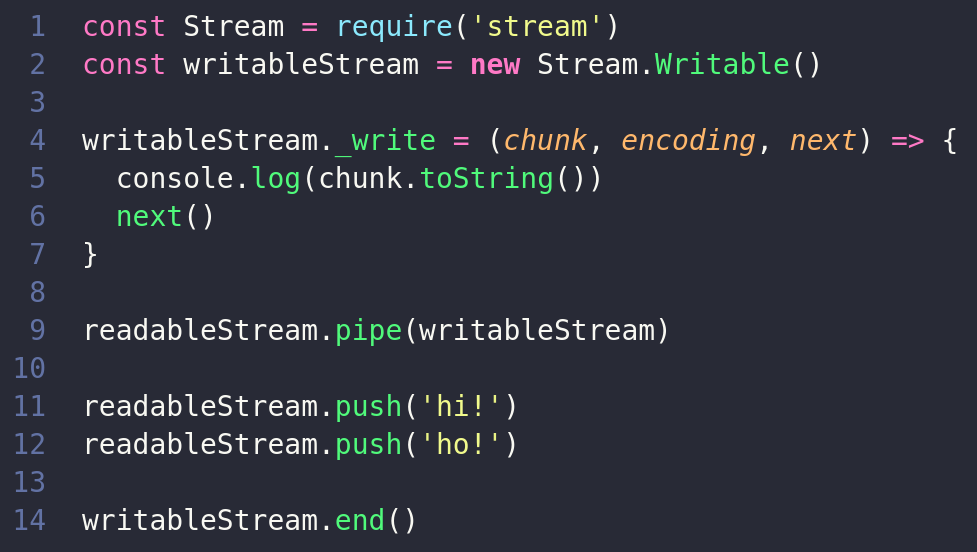 1 const Stream = require('stream')
2 const writableStream = new Stream.Writable()
3
4 writableStream._write = (chunk, encoding, next) => {
5   console.log(chunk.toString())
6   next()
7 }
8
9 readableStream.pipe(writableStream)
10
11 readableStream.push('hi!')
12 readableStream.push('ho!')
13
14 writableStream.end()